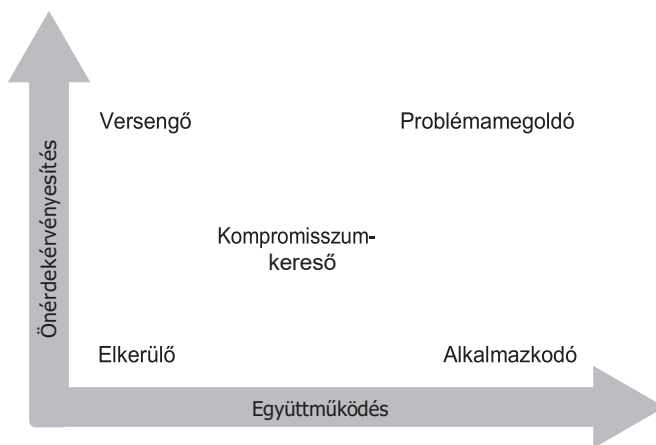 Önérdekérvényesítés
Versengő
Problémamegoldó
Kompromisszum-
kereső
Elkerülő
Alkalmazkodó
Együttműködés